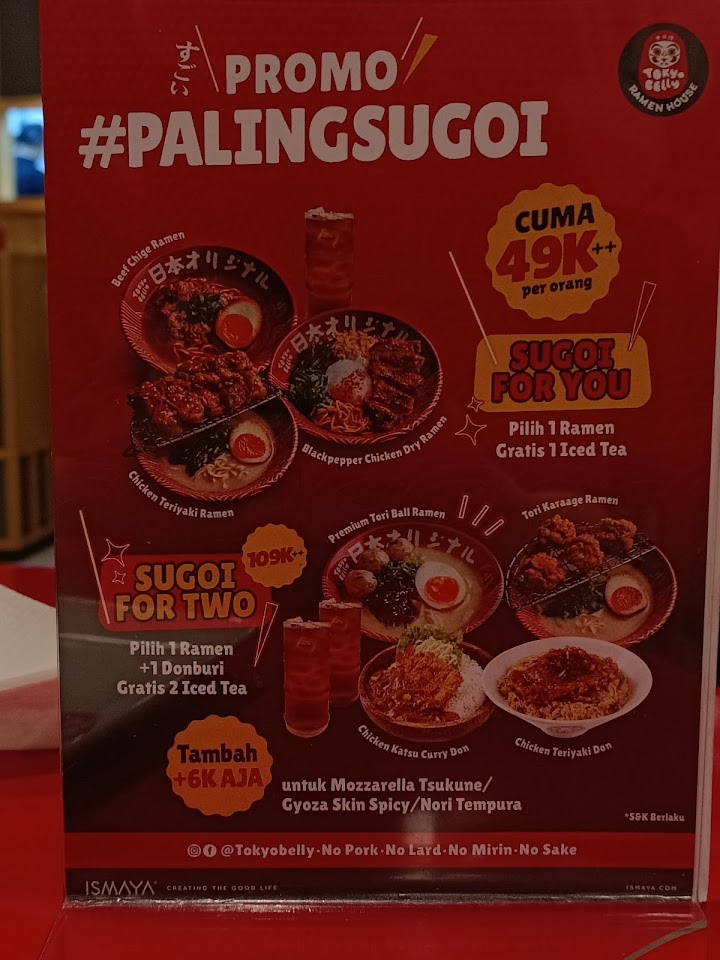 すごい
PROMO
#PALINGSUGOI
TOKYO
BELLY
RAMEN HOUSE
CUMA
49K++
per orang
SUGOI
FOR YOU
Pilih 1 Ramen
Gratis 1 Iced Tea
Beef Chige Ramen
日本オリジナル
日本オリジナル
Blackpepper Chicken Dry Ramen
Chicken Teriyaki Ramen
109K++
SUGOI
FOR TWO
Pilih 1 Ramen
+1 Donburi
Gratis 2 Iced Tea
Premium Tori Ball Ramen
日本オリジナル
Tori Karaage Ramen
Chicken Katsu Curry Don
Chicken Teriyaki Don
Tambah
+6K AJA
untuk Mozzarella Tsukune/
Gyoza Skin Spicy/Nori Tempura
*S&K Berlaku
@Tokyobelly·No Pork·No Lard·No Mirin·No Sake
ISMAYA® CREATING THE GOOD LIFE
ISMAYA.COM